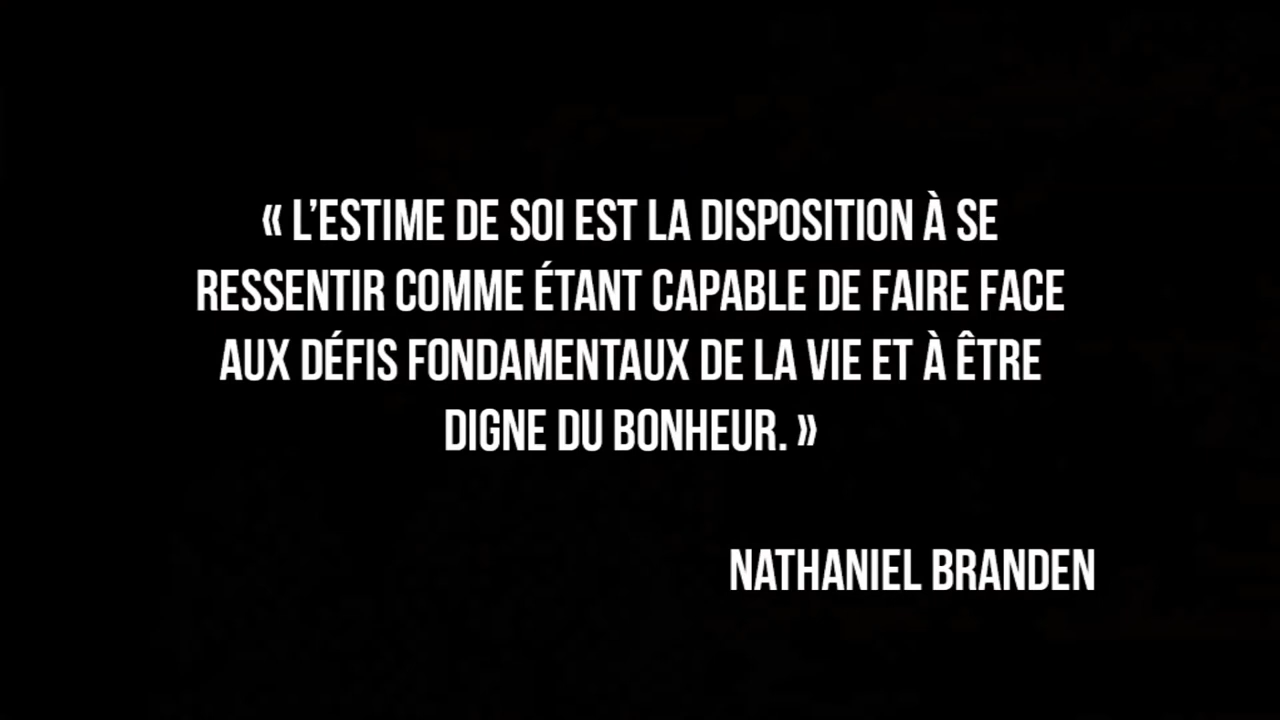 « L’ESTIME DE SOI EST LA DISPOSITION À SE
RESSENTIR COMME ÉTANT CAPABLE DE FAIRE FACE
AUX DÉFIS FONDAMENTAUX DE LA VIE ET À ÊTRE
DIGNE DU BONHEUR. »
NATHANIEL BRANDEN